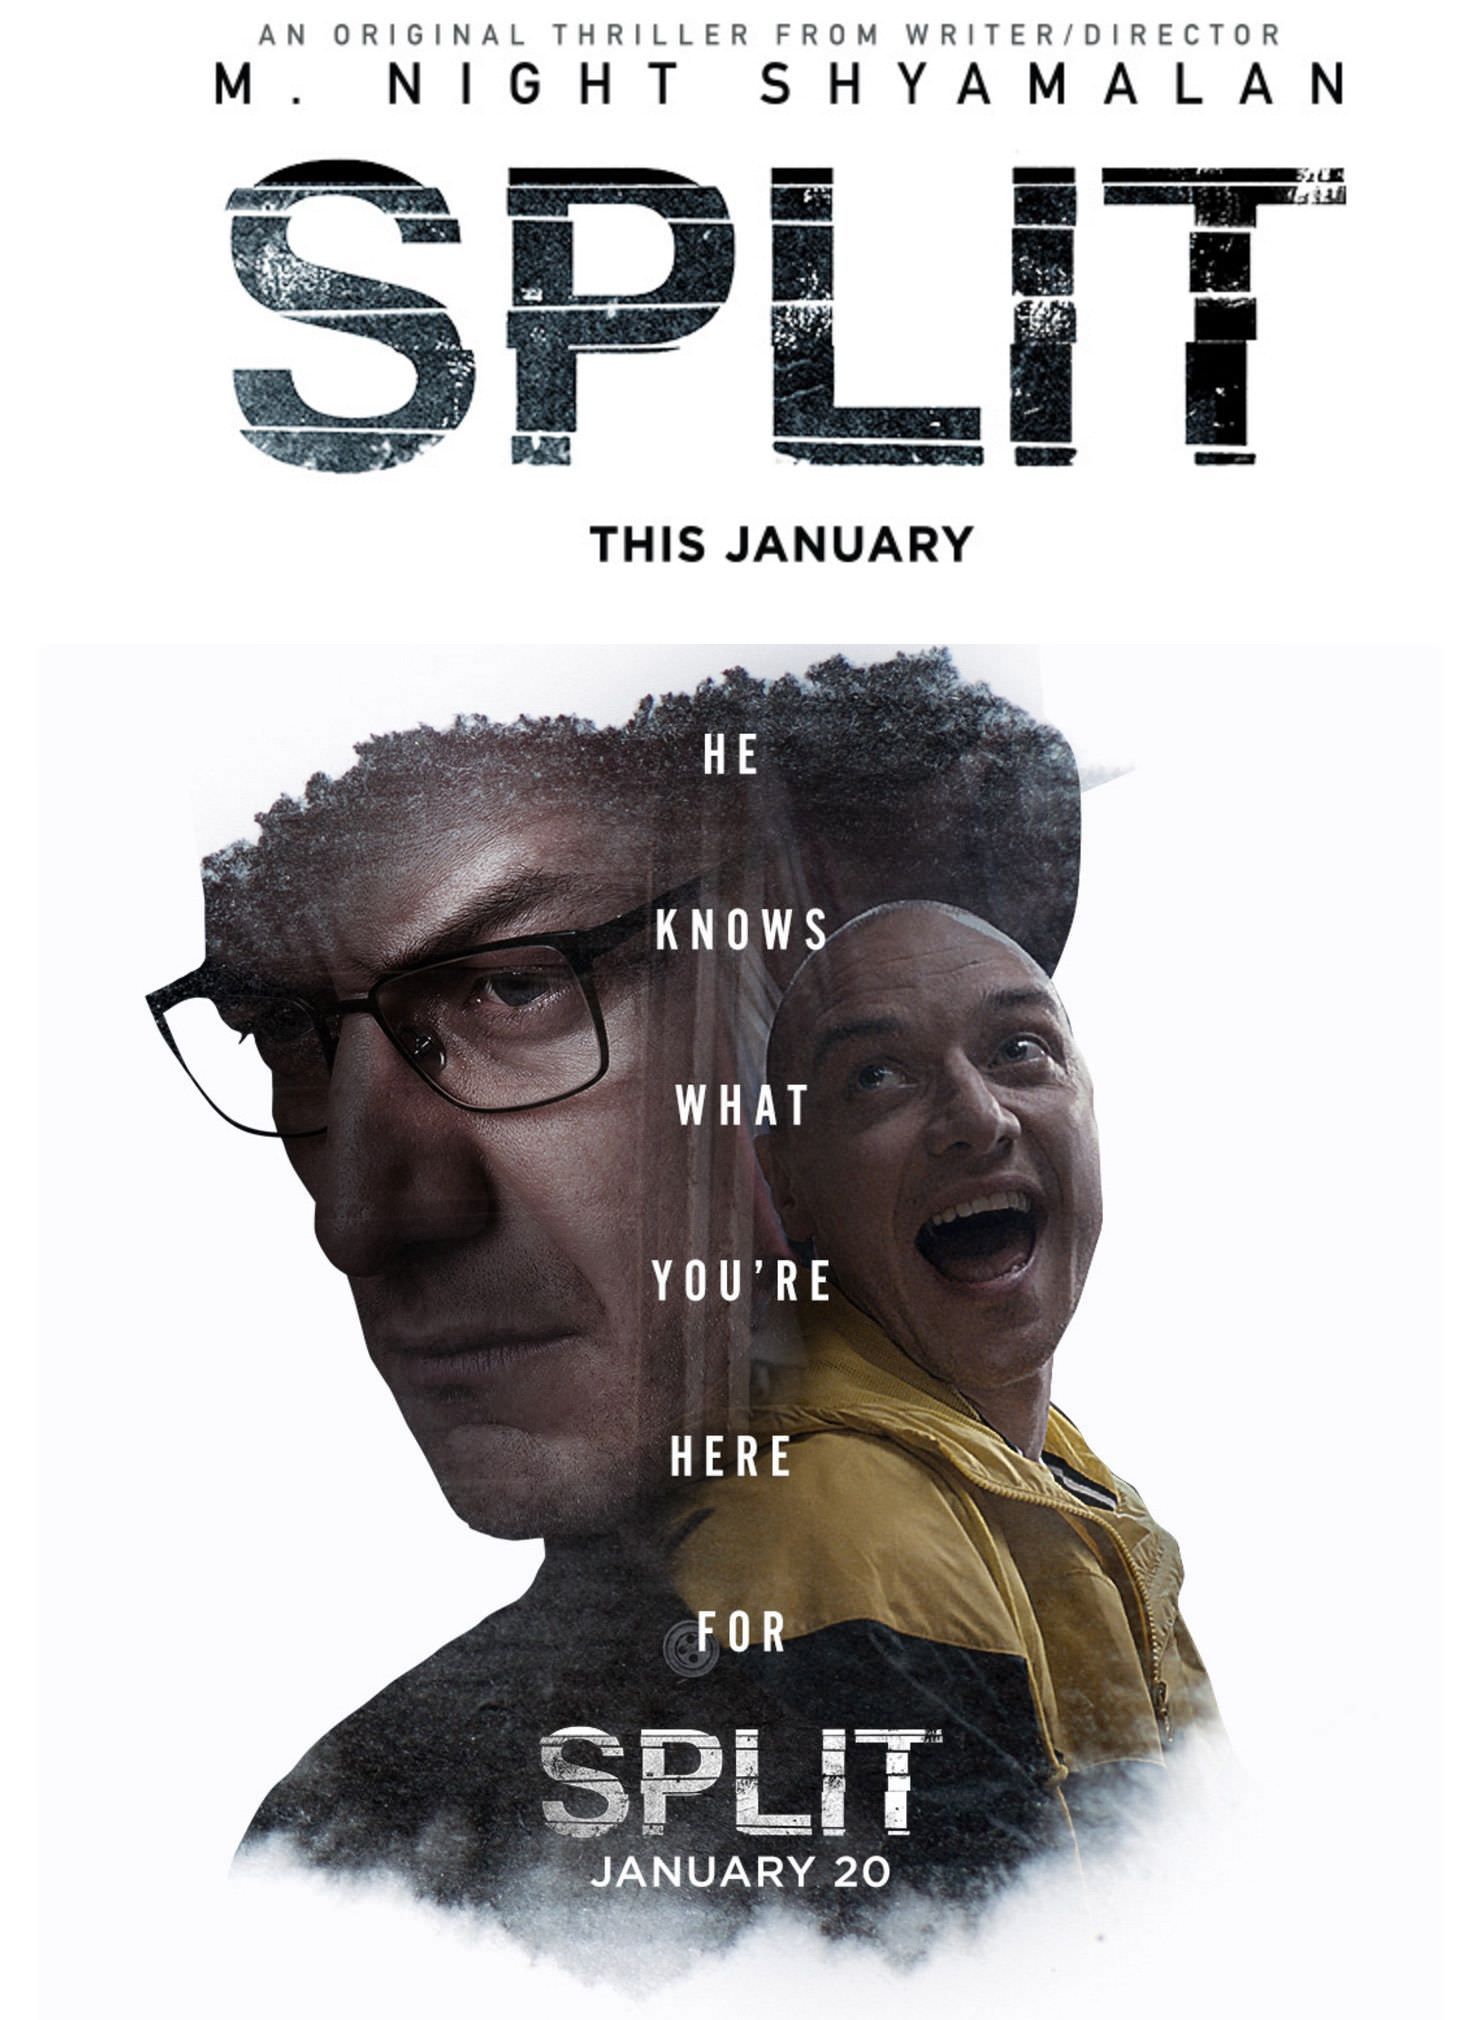 AN ORIGINAL THRILLER FROM WRITER/DIRECTOR
M. NIGHT SHYAMALAN
SPLIT
THIS JANUARY
HE
KNOWS
WHAT
YOU'RE
HERE
FOR
SPLIT
JANUARY 20